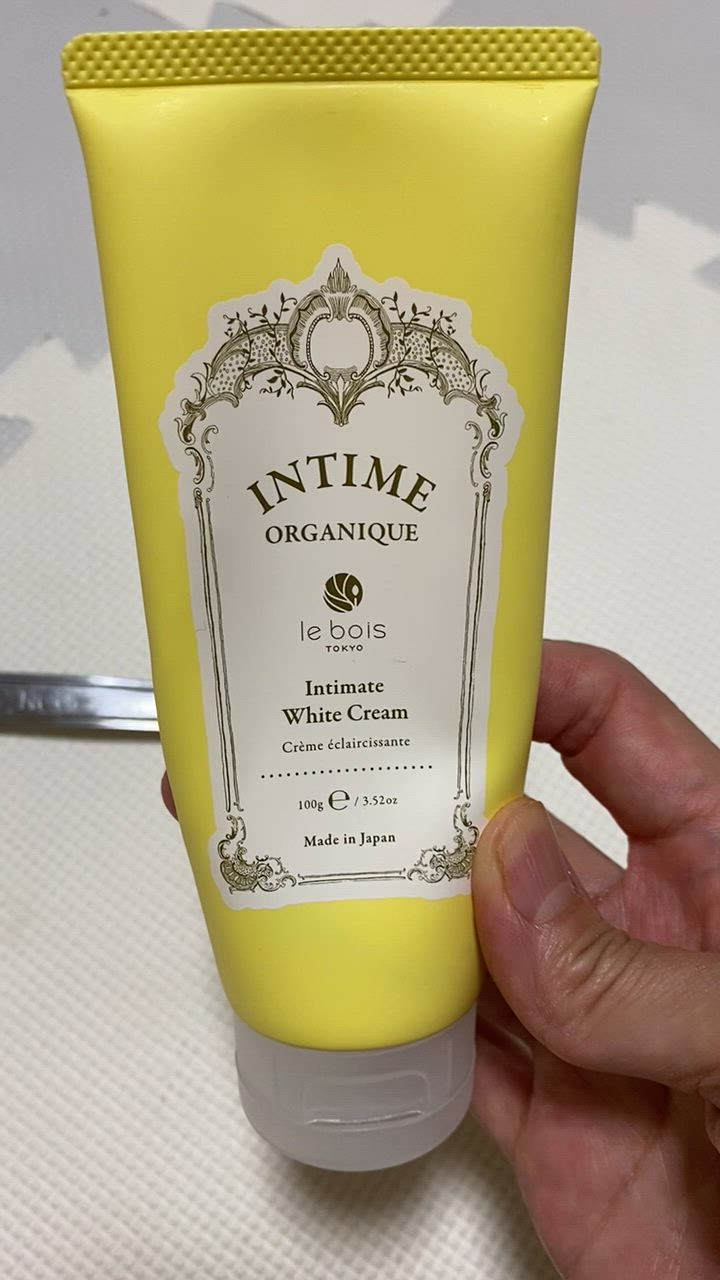 INTIME
ORGANIQUE
le bois
TOKYO
Intimate
White Cream
Crème éclaircissante
100g ℮ / 3.52oz
Made in Japan